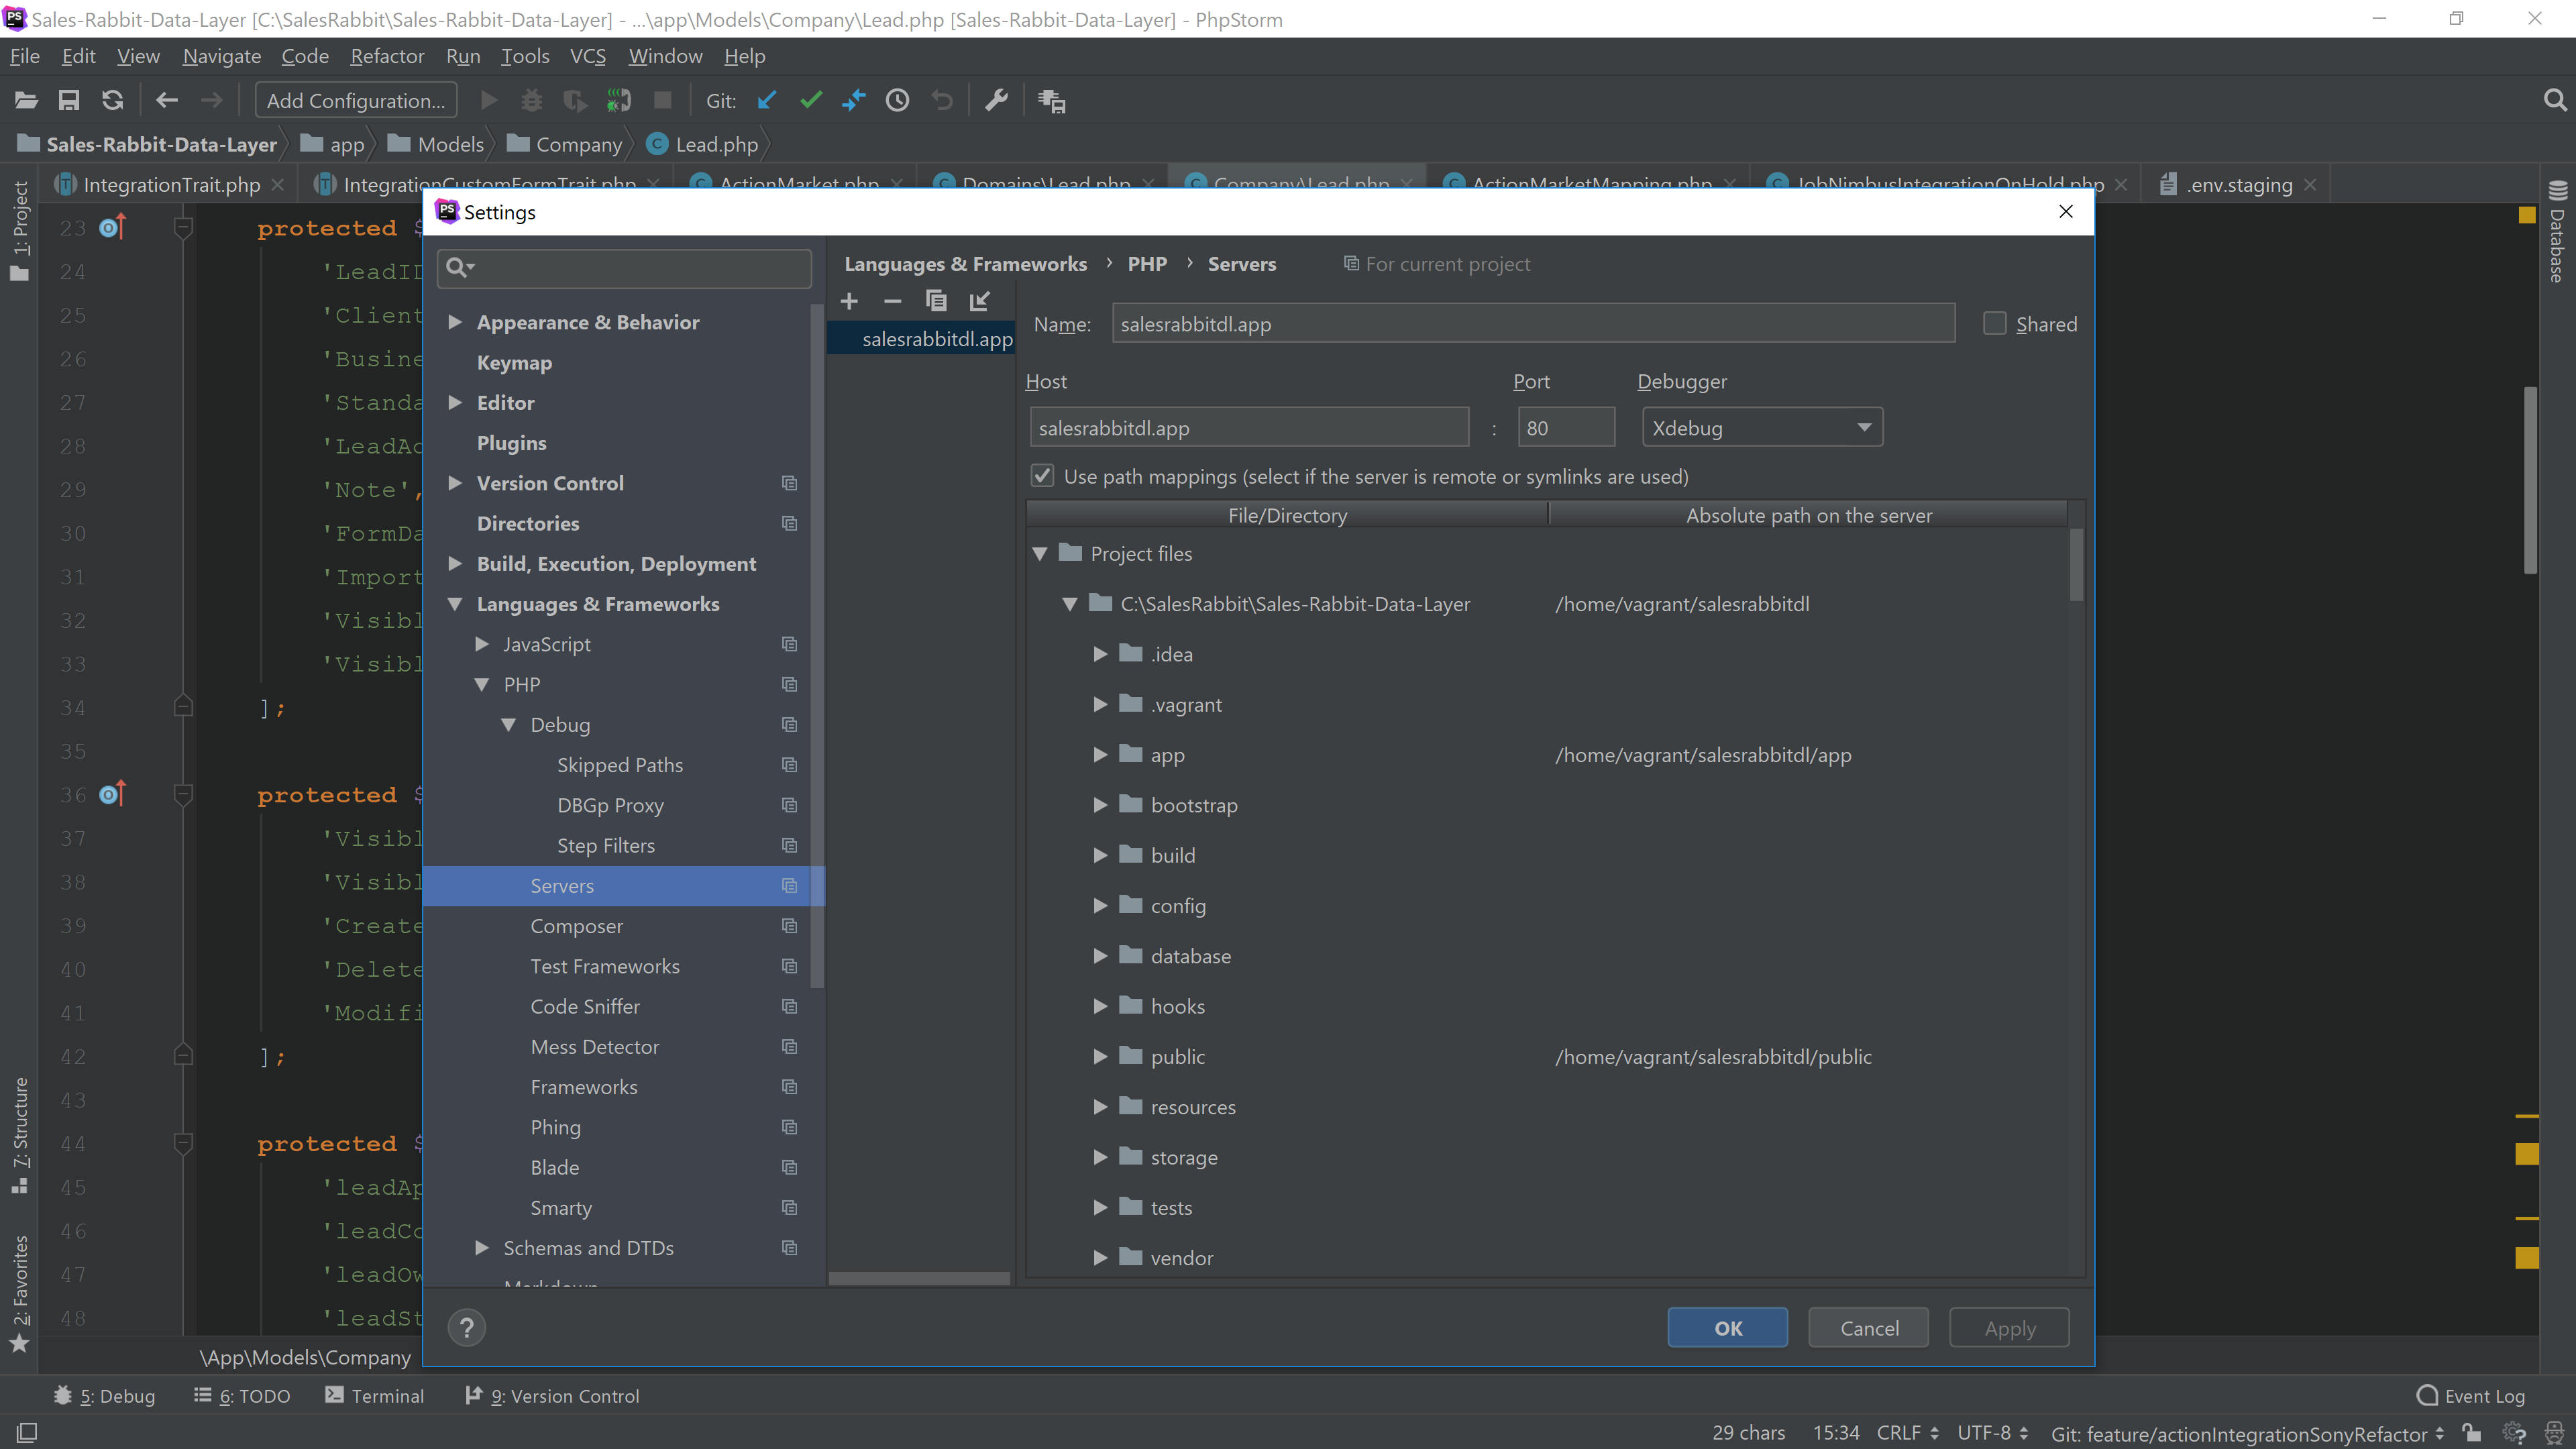 Sales-Rabbit-Data-Layer [C:\SalesRabbit\Sales-Rabbit-Data-Layer] - ...\app\Models\Company\Lead.php [Sales-Rabbit-Data-Layer] - PhpStorm
File Edit View Navigate Code Refactor Run Tools VCS Window Help
Add Configuration... Git:
Sales-Rabbit-Data-Layer app Models Company Lead.php
IntegrationTrait.php IntegrationCustomFormTrait.php ActionMarket.php Domains\Lead.php Company\Lead.php ActionMarketMapping.php JobNimbusIntegrationOnHold.php .env.staging
1: Project
7: Structure
2: Favorites
Database
23 protected $
24 'LeadID
25 'Client
26 'Busine
27 'Standa
28 'LeadAd
29 'Note',
30 'FormDa
31 'Import
32 'Visibl
33 'Visibl
34 ];
35
36 protected $
37 'Visibl
38 'Visibl
39 'Create
40 'Delete
41 'Modifi
42 ];
43
44 protected $
45 'leadAp
46 'leadCo
47 'leadOw
48 'leadSt
\App\Models\Company
Settings
Appearance & Behavior
Keymap
Editor
Plugins
Version Control
Directories
Build, Execution, Deployment
Languages & Frameworks
JavaScript
PHP
Debug
Skipped Paths
DBGp Proxy
Step Filters
Servers
Composer
Test Frameworks
Code Sniffer
Mess Detector
Frameworks
Phing
Blade
Smarty
Schemas and DTDs
Markdown
Languages & Frameworks › PHP › Servers For current project
salesrabbitdl.app
Name: salesrabbitdl.app Shared
Host Port Debugger
salesrabbitdl.app : 80 Xdebug
Use path mappings (select if the server is remote or symlinks are used)
File/Directory Absolute path on the server
Project files
C:\SalesRabbit\Sales-Rabbit-Data-Layer /home/vagrant/salesrabbitdl
.idea
.vagrant
app /home/vagrant/salesrabbitdl/app
bootstrap
build
config
database
hooks
public /home/vagrant/salesrabbitdl/public
resources
storage
tests
vendor
? OK Cancel Apply
5: Debug 6: TODO Terminal 9: Version Control Event Log
29 chars 15:34 CRLF UTF-8 Git: feature/actionIntegrationSonyRefactor